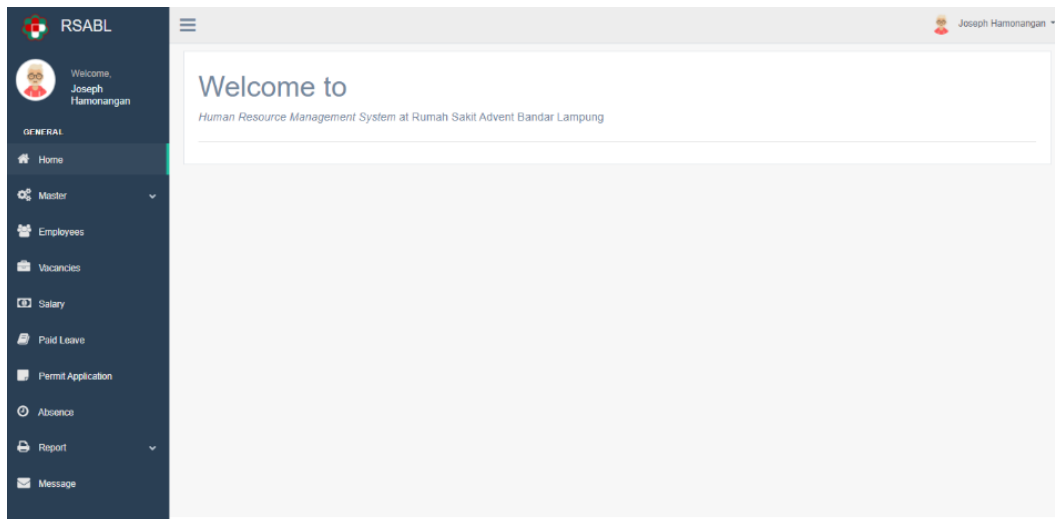 RSABL
Joseph Hamonangan
Welcome,
Joseph
Hamonangan
GENERAL
Home
Master
Employees
Vacancies
Salary
Paid Leave
Permit Application
Absence
Report
Message
Welcome to
Human Resource Management System at Rumah Sakit Advent Bandar Lampung